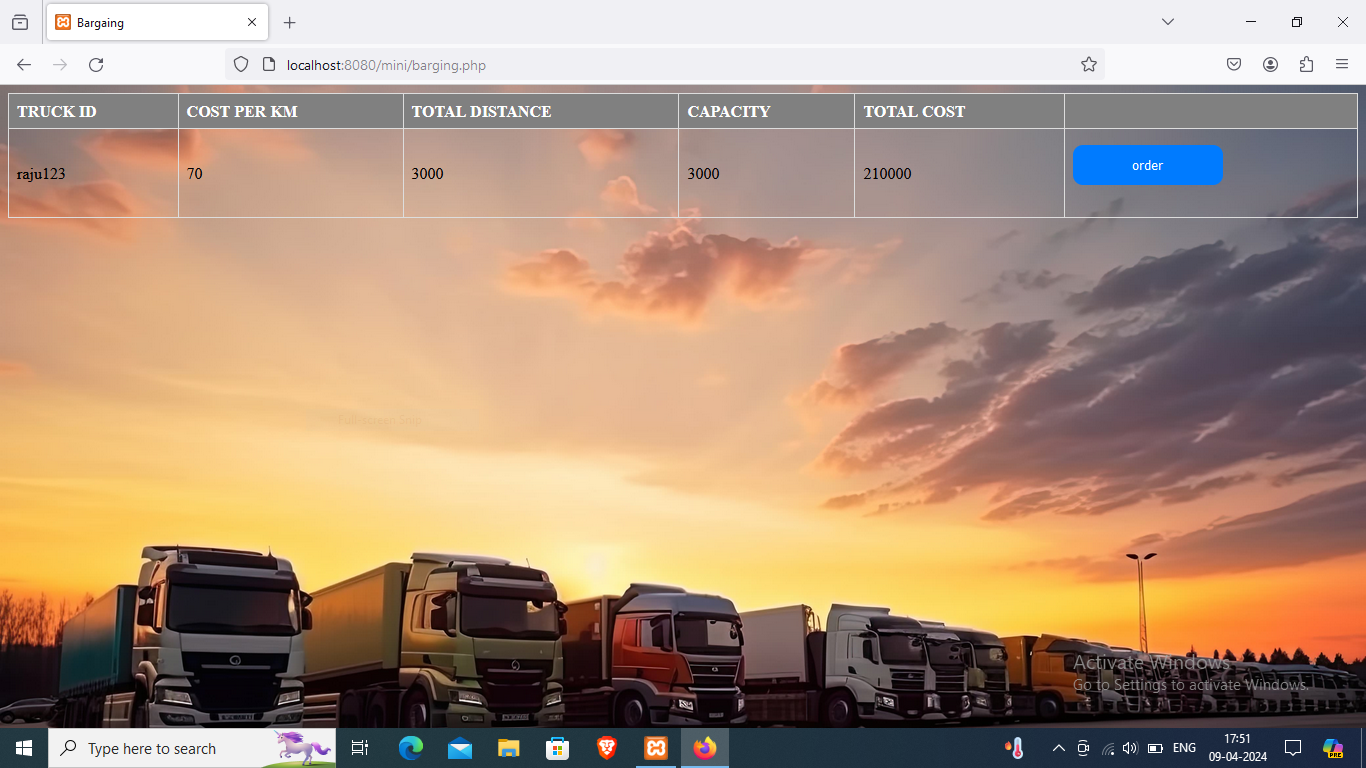 Bargaing
localhost:8080/mini/barging.php
TRUCK ID COST PER KM TOTAL DISTANCE CAPACITY TOTAL COST
raju123 70 3000 3000 210000 order
Full-screen Snip
Activate Windows
Go to Settings to activate Windows.
Type here to search
ENG
17:51
09-04-2024
PRE